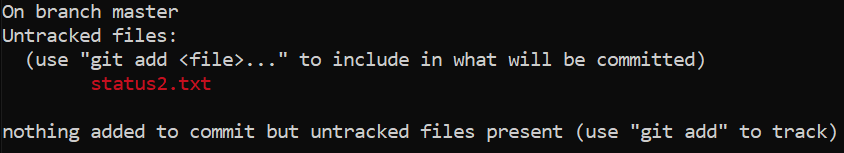 On branch master
Untracked files:
  (use "git add <file>..." to include in what will be committed)
        status2.txt

nothing added to commit but untracked files present (use "git add" to track)